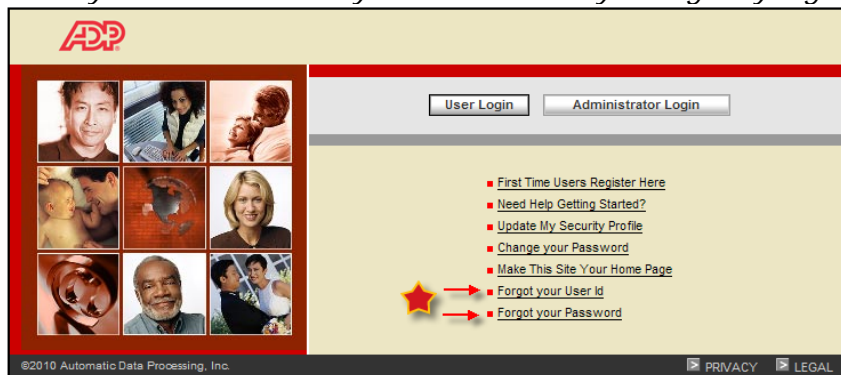 ADP
User Login
Administrator Login
First Time Users Register Here
Need Help Getting Started?
Update My Security Profile
Change your Password
Make This Site Your Home Page
Forgot your User Id
Forgot your Password
©2010 Automatic Data Processing, Inc.
PRIVACY
LEGAL